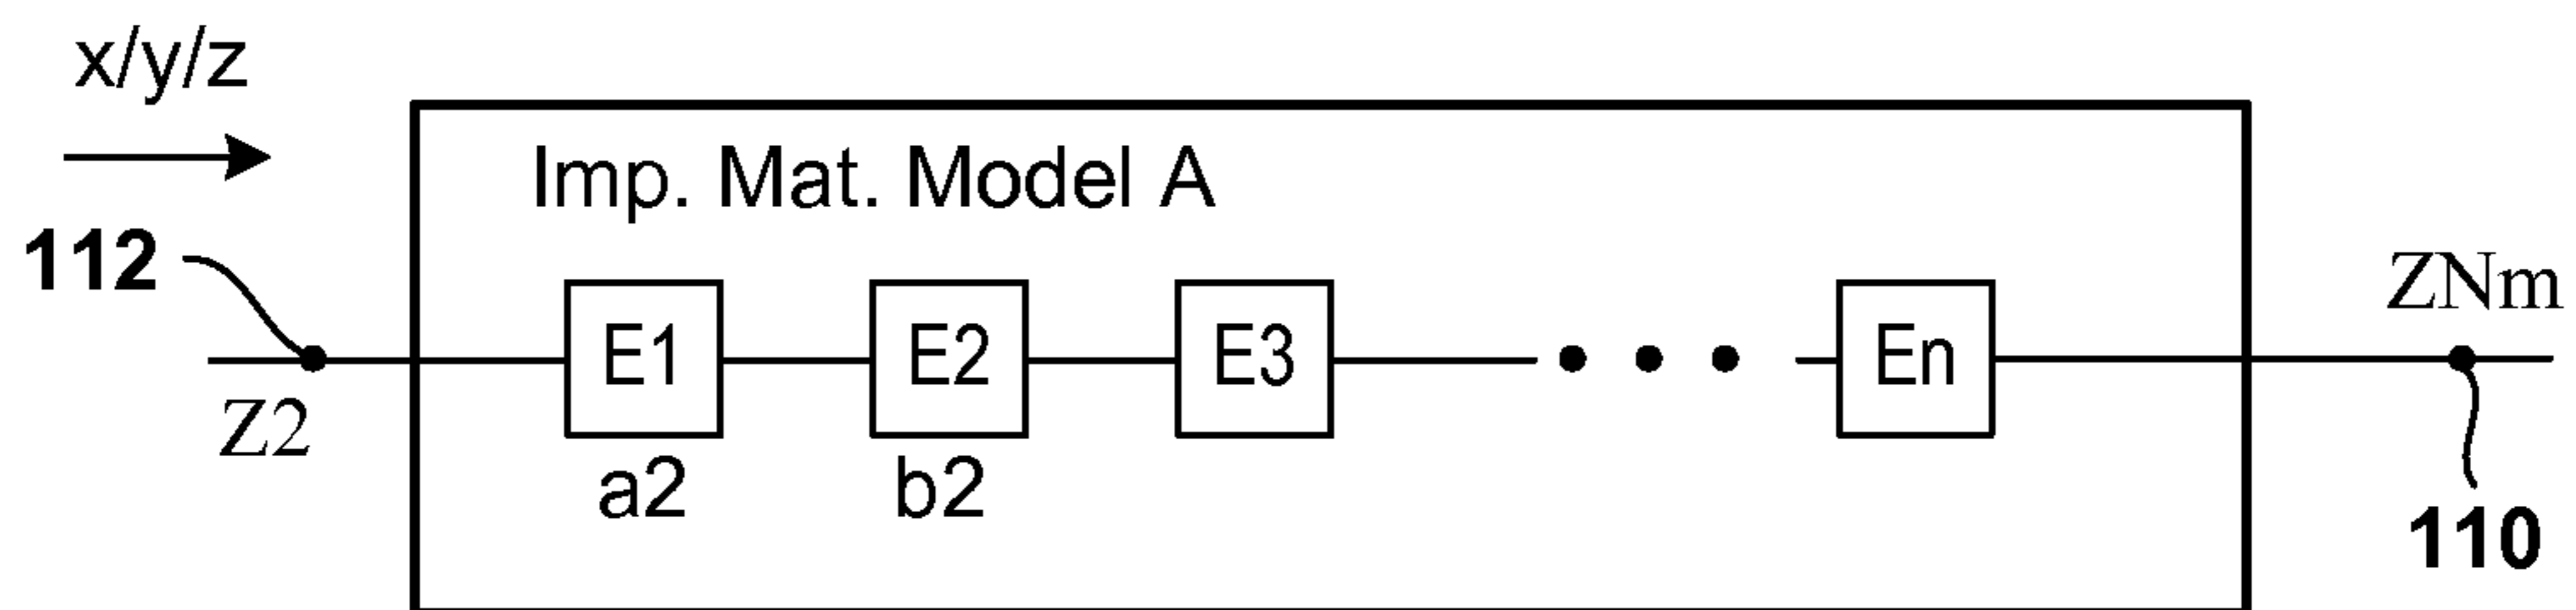 x/y/z
Imp. Mat. Model A
112
ZNm
E1 E2 E3 En
Z2
a2 b2
110